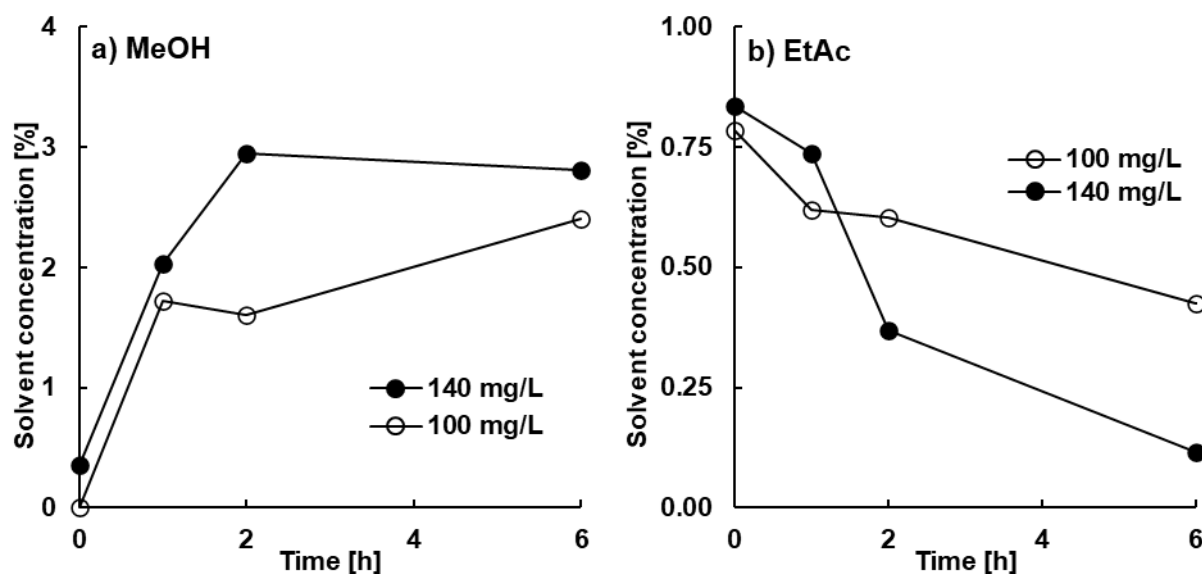 a) MeOH
Solvent concentration [%]
4
3
2
1
0
140 mg/L
100 mg/L
0
2
4
6
Time [h]
b) EtAc
Solvent concentration [%]
1.00
0.75
0.50
0.25
0.00
100 mg/L
140 mg/L
0
2
4
6
Time [h]